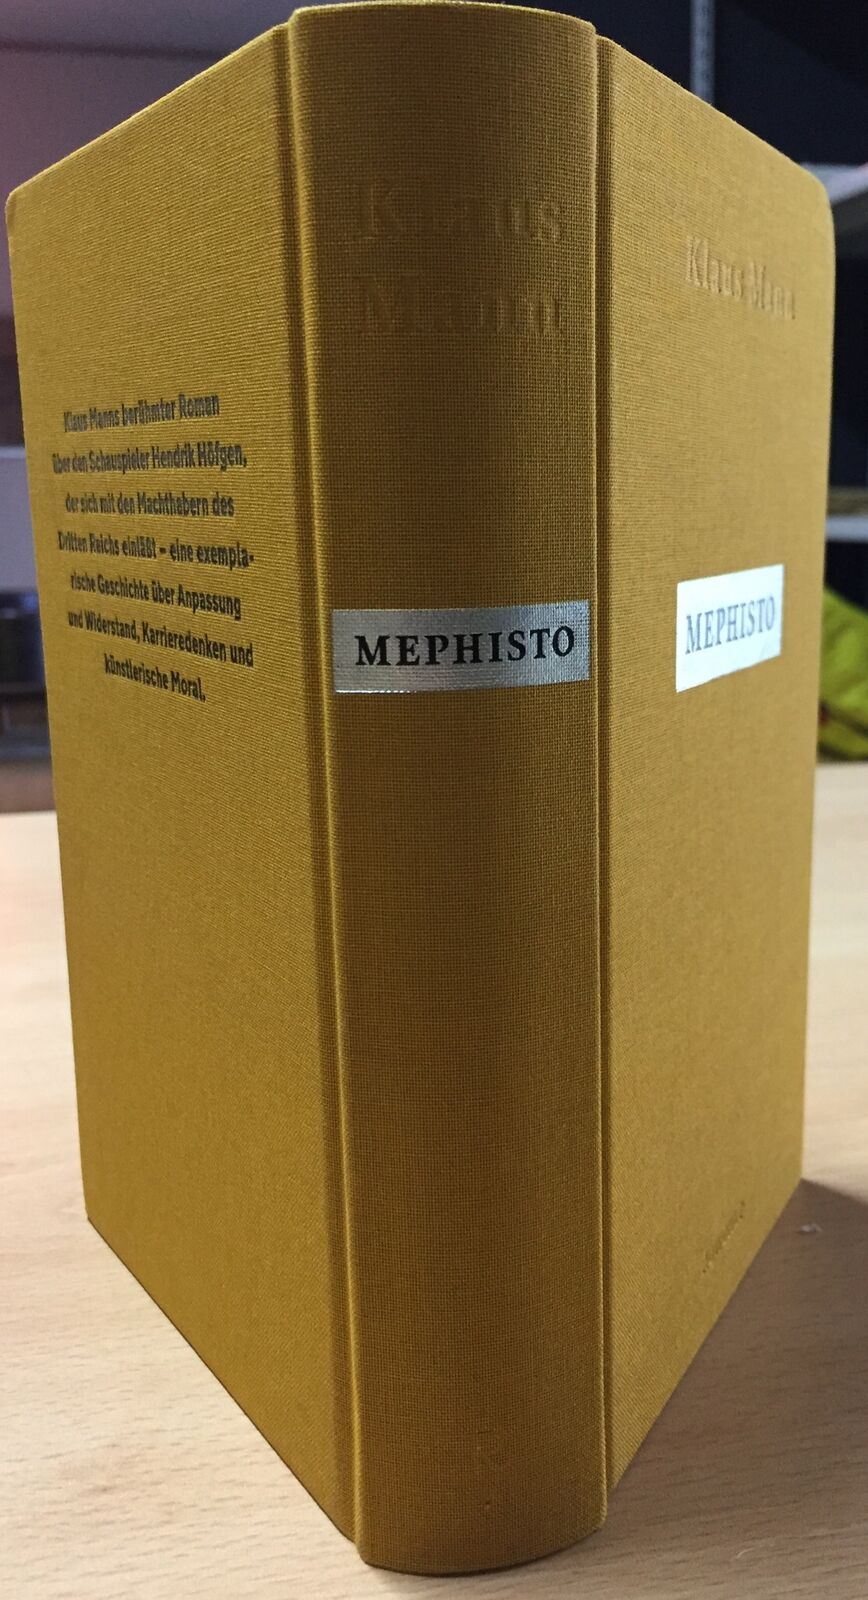 Klaus Manns berühmter Roman
über den Schauspieler Hendrik Höfgen,
der sich mit den Machthabern des
Dritten Reichs einläßt – eine exempla-
rische Geschichte über Anpassung
und Widerstand, Karrieredenken und
künstlerische Moral.
Klaus
Mann
MEPHISTO
Klaus Mann
MEPHISTO